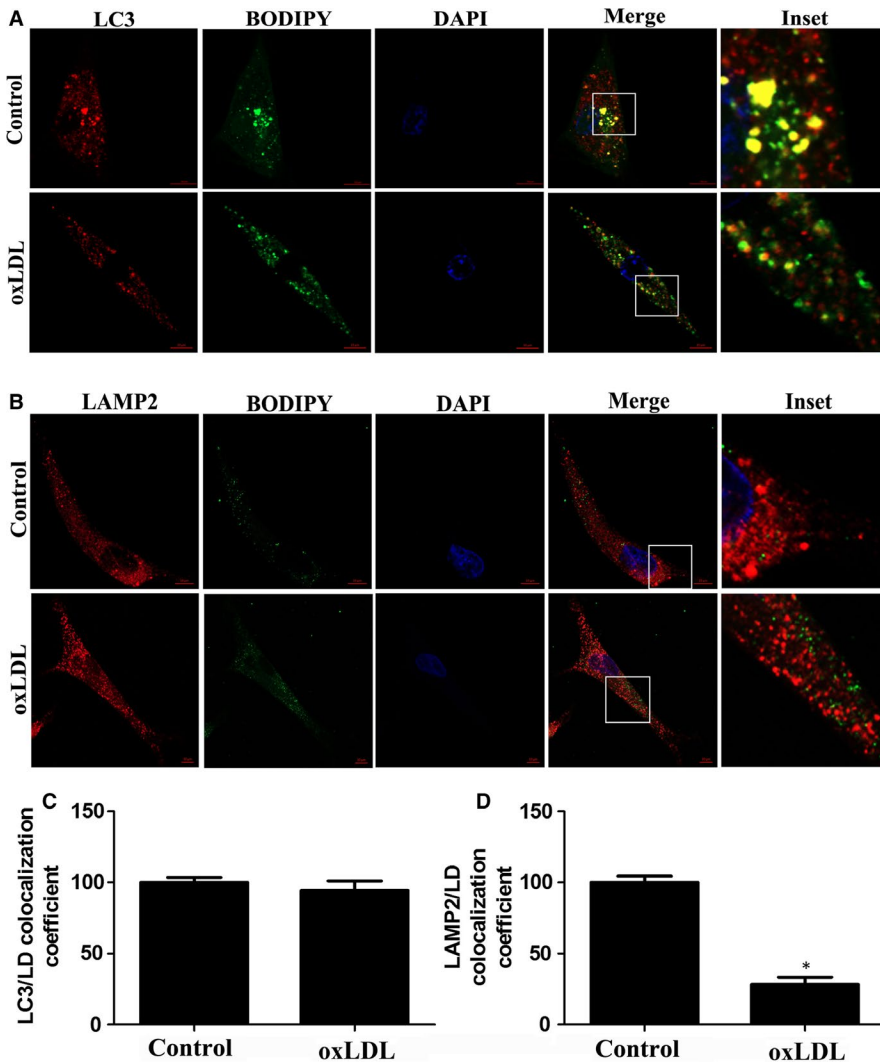 A
LC3 BODIPY DAPI Merge Inset
Control
oxLDL
B
LAMP2 BODIPY DAPI Merge Inset
Control
oxLDL
C
LC3/LD colocalization
coefficient
150
100
50
0
Control oxLDL
D
LAMP2/LD
colocalization
coefficient
150
100
50
0
*
Control oxLDL